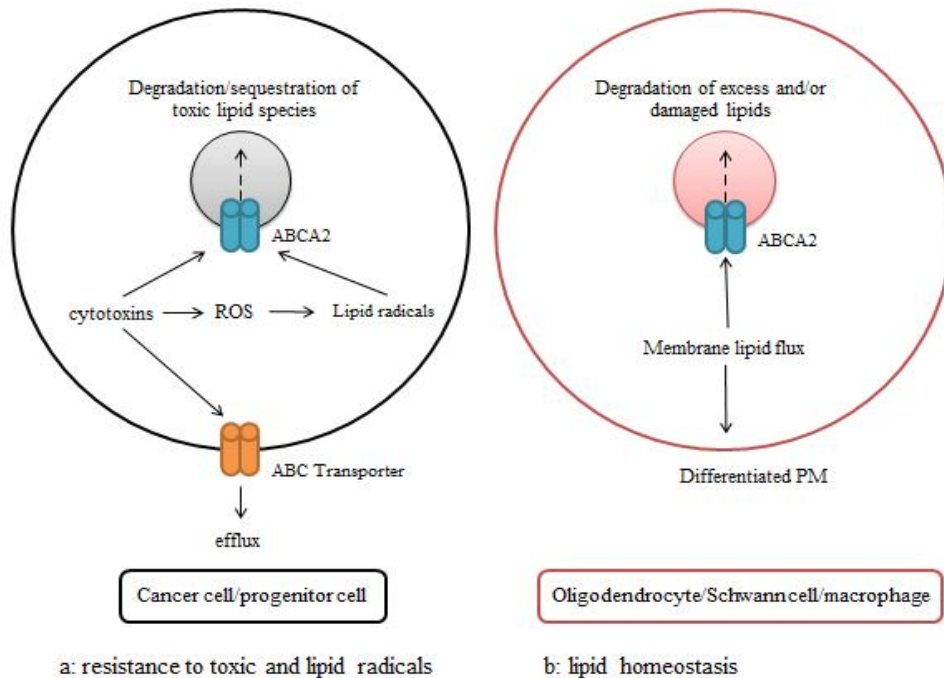 Degradation/sequestration of
toxic lipid species
ABCA2
cytotoxins
ROS
Lipid radicals
ABC Transporter
efflux
Cancer cell/progenitor cell
a: resistance to toxic and lipid radicals
Degradation of excess and/or
damaged lipids
ABCA2
Membrane lipid flux
Differentiated PM
Oligodendrocyte/Schwann cell/macrophage
b: lipid homeostasis